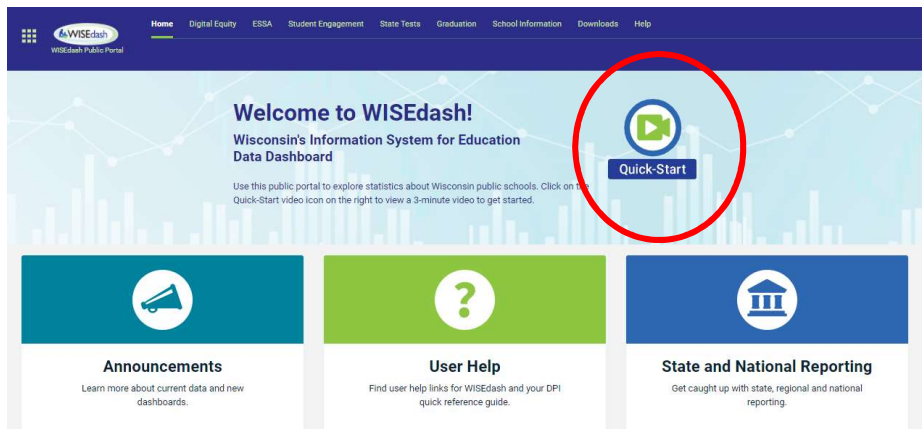 WISEdash
WISEdash Public Portal
Home Digital Equity ESSA Student Engagement State Tests Graduation School Information Downloads Help
Welcome to WISEdash!
Wisconsin's Information System for Education
Data Dashboard
Use this public portal to explore statistics about Wisconsin public schools. Click on the
Quick-Start video icon on the right to view a 3-minute video to get started.
Quick-Start
Announcements
Learn more about current data and new
dashboards.
User Help
Find user help links for WISEdash and your DPI
quick reference guide.
State and National Reporting
Get caught up with state, regional and national
reporting.